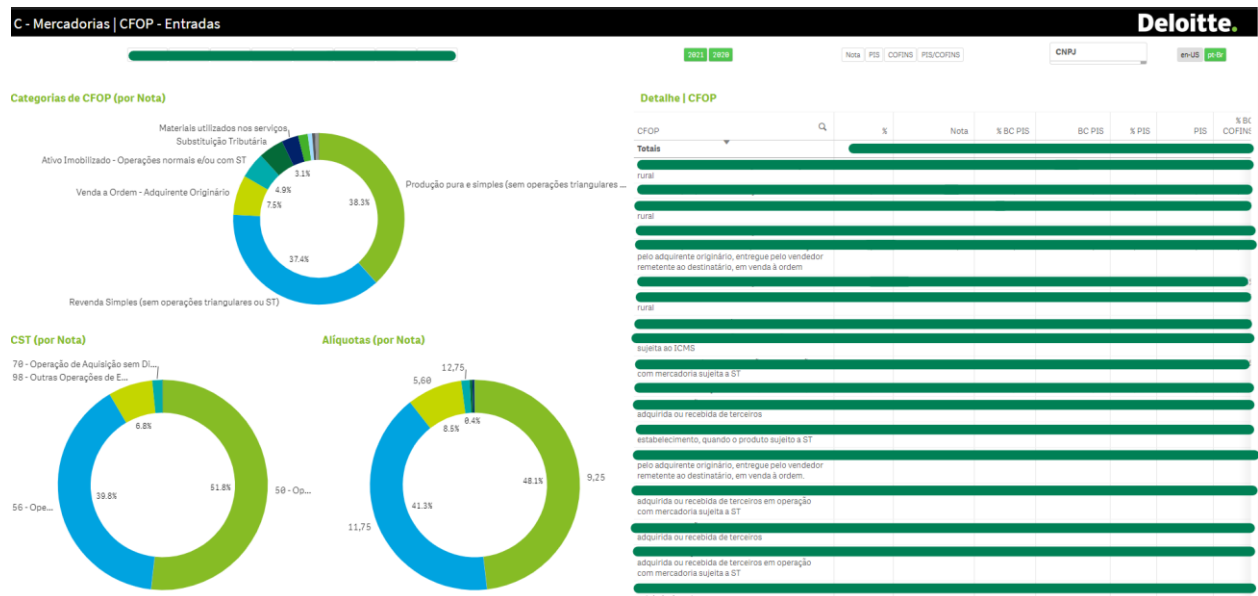 C - Mercadorias | CFOP - Entradas
Deloitte.
2021 2020
Nota PIS COFINS PIS/COFINS
CNPJ
en-US pt-Br
Categorias de CFOP (por Nota)
Materiais utilizados nos serviços
Substituição Tributária
Ativo Imobilizado - Operações normais e/ou com ST
Venda a Ordem - Adquirente Originário
3.1%
4.9%
7.5%
38.3%
Produção pura e simples (sem operações triangulares ...
37.4%
Revenda Simples (sem operações triangulares ou ST)
CST (por Nota)
70 - Operação de Aquisição sem Di...
98 - Outras Operações de E...
6.8%
51.8%
50 - Op...
39.8%
56 - Ope...
Alíquotas (por Nota)
12,75
5,60
0.4%
8.5%
48.1%
9,25
41.3%
11,75
Detalhe | CFOP
CFOP % Nota % BC PIS BC PIS % PIS PIS % BC
COFINS
Totais
rural
rural
pelo adquirente originário, entregue pelo vendedor
remetente ao destinatário, em venda à ordem
rural
sujeita ao ICMS
com mercadoria sujeita a ST
adquirida ou recebida de terceiros
estabelecimento, quando o produto sujeito a ST
pelo adquirente originário, entregue pelo vendedor
remetente ao destinatário, em venda à ordem.
adquirida ou recebida de terceiros em operação
com mercadoria sujeita a ST
adquirida ou recebida de terceiros
adquirida ou recebida de terceiros em operação
com mercadoria sujeita a ST